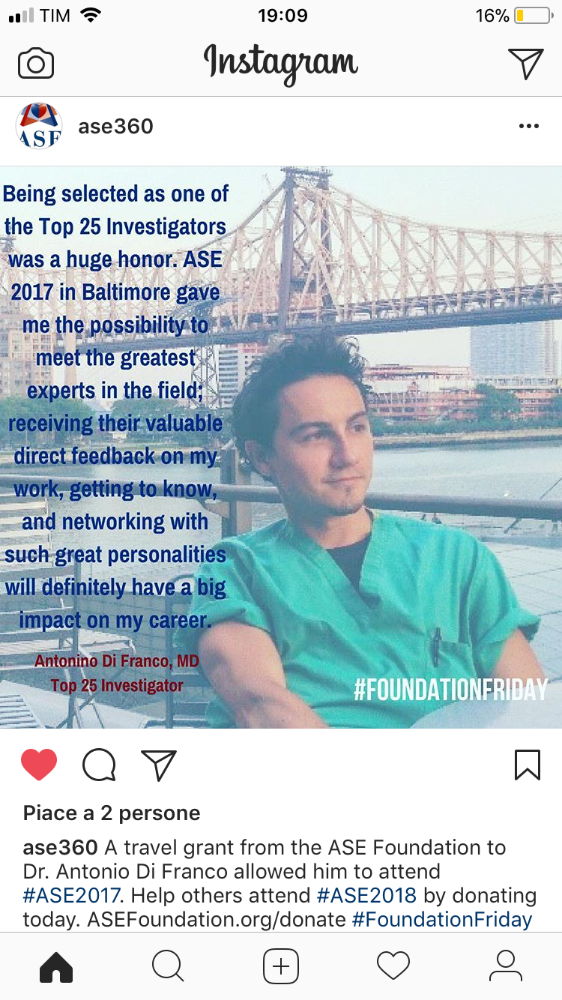 TIM
19:09
16%
Instagram
ASE
ase360
Being selected as one of
the Top 25 Investigators
was a huge honor. ASE
2017 in Baltimore gave
me the possibility to
meet the greatest
experts in the field;
receiving their valuable
direct feedback on my
work, getting to know,
and networking with
such great personalities
will definitely have a big
impact on my career.
Antonino Di Franco, MD
Top 25 Investigator
#FOUNDATIONFRIDAY
Piace a 2 persone
ase360 A travel grant from the ASE Foundation to
Dr. Antonio Di Franco allowed him to attend
#ASE2017. Help others attend #ASE2018 by donating
today. ASEFoundation.org/donate #FoundationFriday